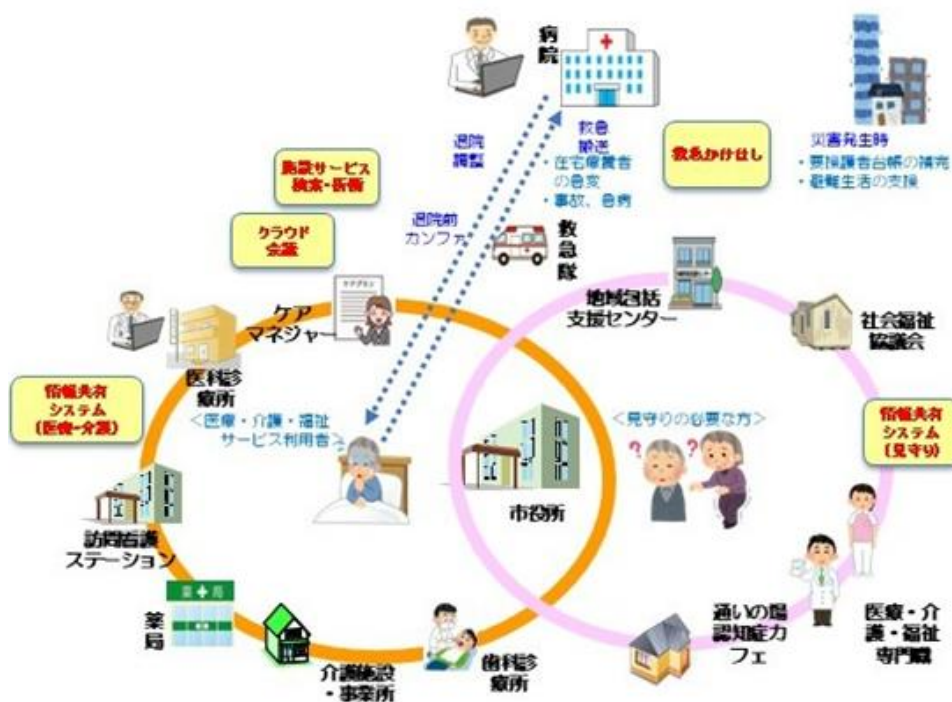 病院
退院
調整
救急
搬送
・在宅療養者
の急変
・事故、急病
救急かけはし
災害発生時
・要援護者台帳の補充
・避難生活の支援
施設サービス
検索・
退院前
カンファ
救急隊
クラウド
会議
ケアプラン
ケア
マネジャー
地域包括
支援センター
社会福祉
協議会
医科診
療所
情報共有
システム
(医療・介護)
<医療・介護・福祉
サービス利用者>
<見守りの必要な方>
情報共有
システム
(見守り)
市役所
訪問看護
ステーション
薬局
薬局
介護施設
・事業所
歯科診
療所
通いの場
認知症カ
フェ
医療・介
護・福祉
専門職